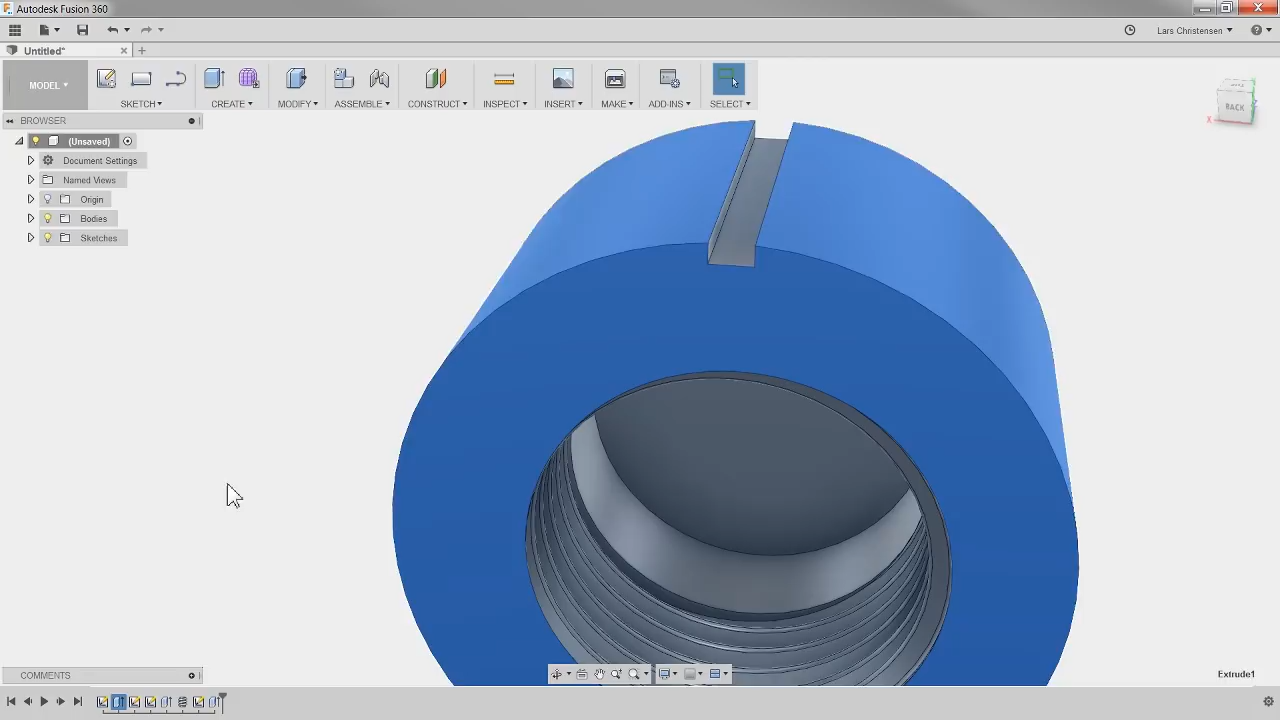 Autodesk Fusion 360
Lars Christensen
Untitled*
MODEL
SKETCH
CREATE
MODIFY
ASSEMBLE
CONSTRUCT
INSPECT
INSERT
MAKE
ADD-INS
SELECT
BROWSER
(Unsaved)
Document Settings
Named Views
Origin
Bodies
Sketches
BACK
X
COMMENTS
Extrude1